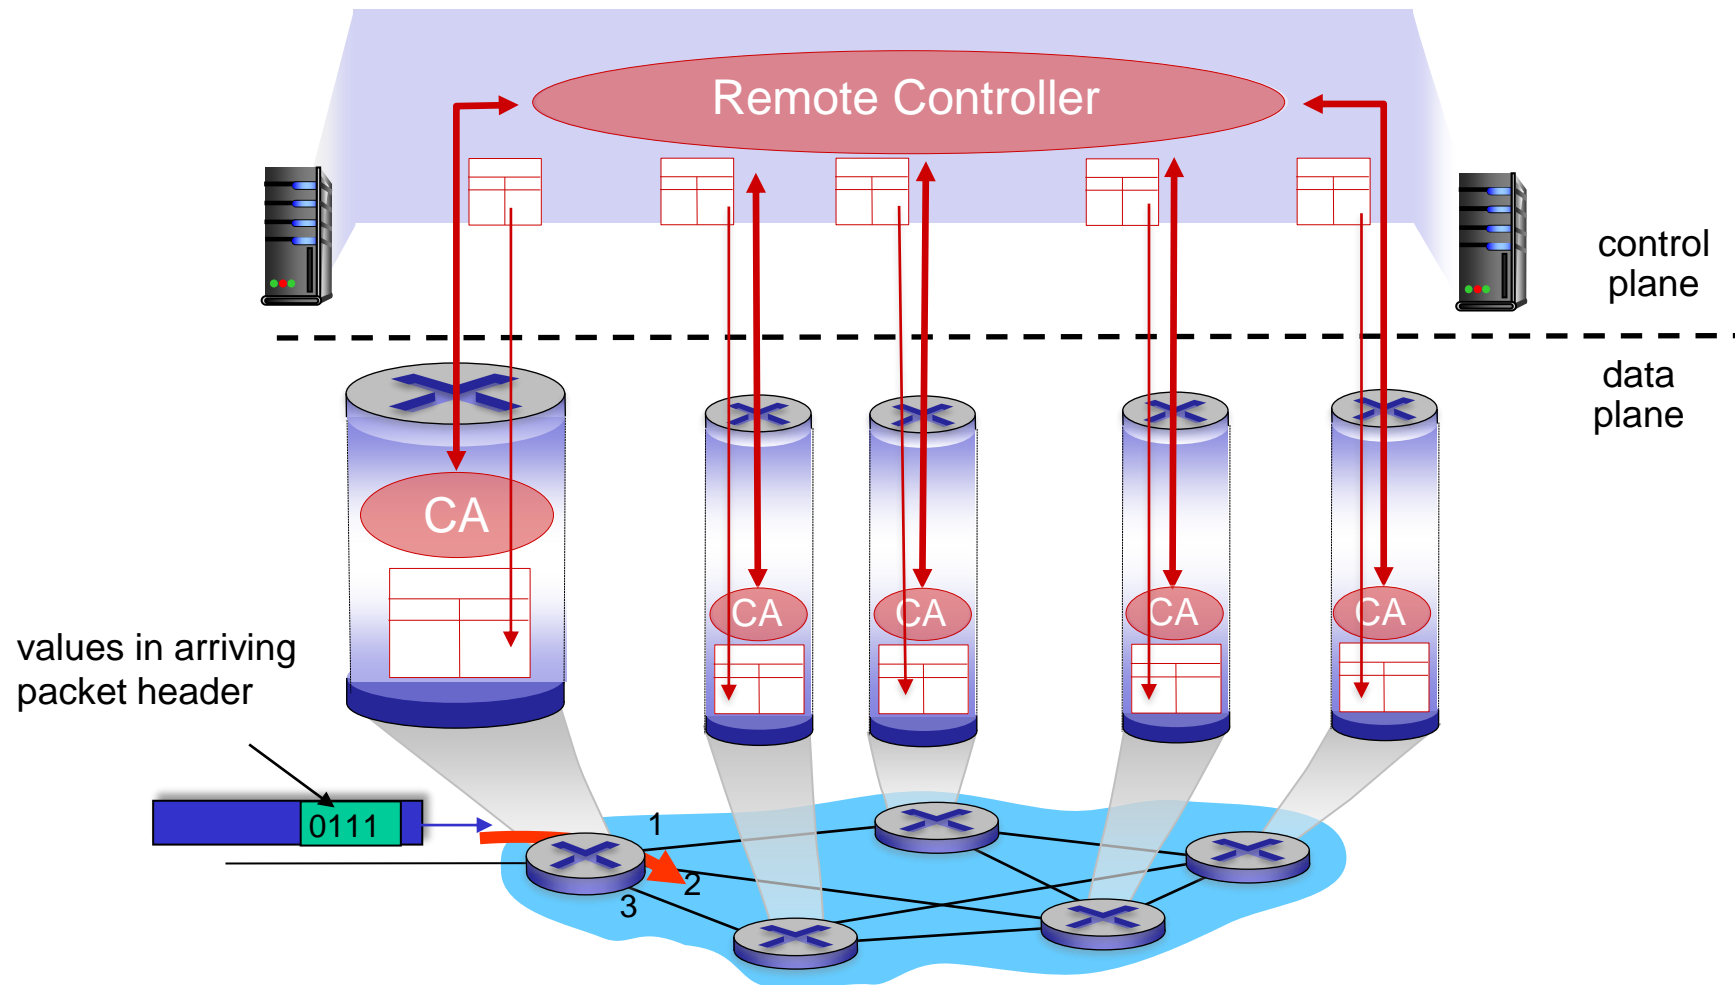 Remote Controller
control
plane
data
plane
CA
CA
CA
CA
CA
values in arriving
packet header
0111
1
2
3